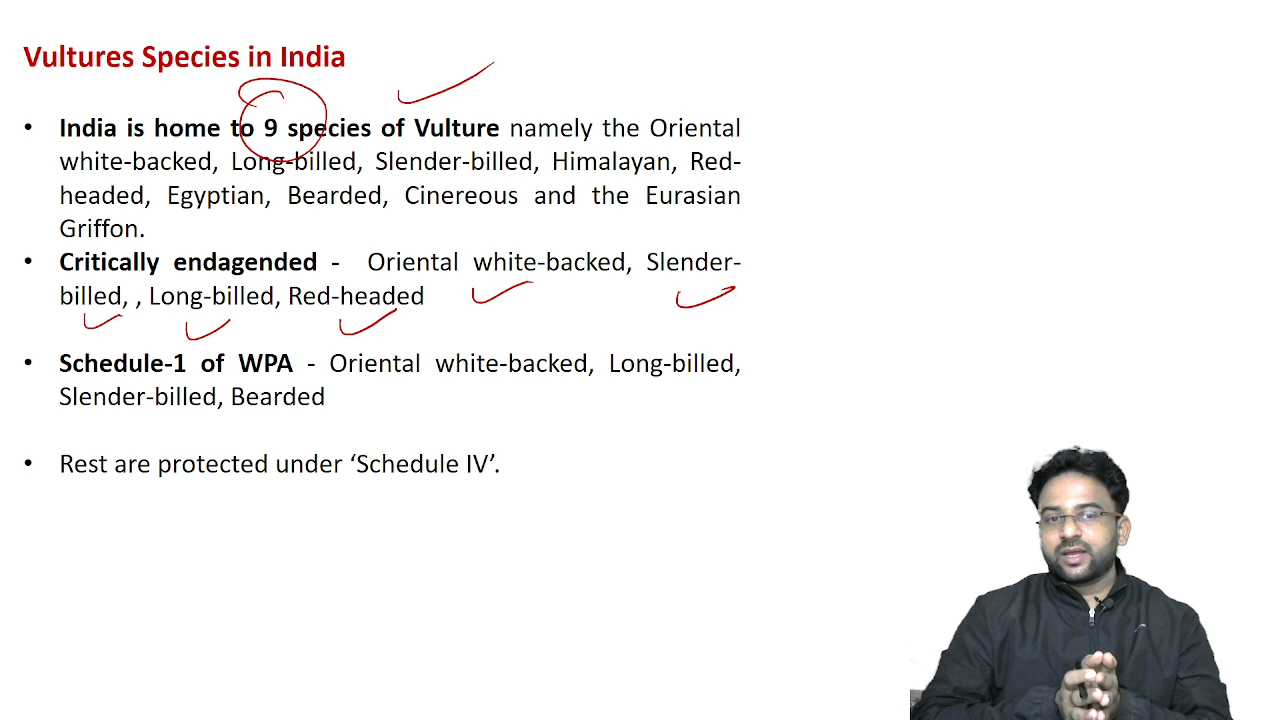 Vultures Species in India
• India is home to 9 species of Vulture namely the Oriental
white-backed, Long-billed, Slender-billed, Himalayan, Red-
headed, Egyptian, Bearded, Cinereous and the Eurasian
Griffon.
• Critically endagended - Oriental white-backed, Slender-
billed, , Long-billed, Red-headed
• Schedule-1 of WPA - Oriental white-backed, Long-billed,
Slender-billed, Bearded
• Rest are protected under ‘Schedule IV’.